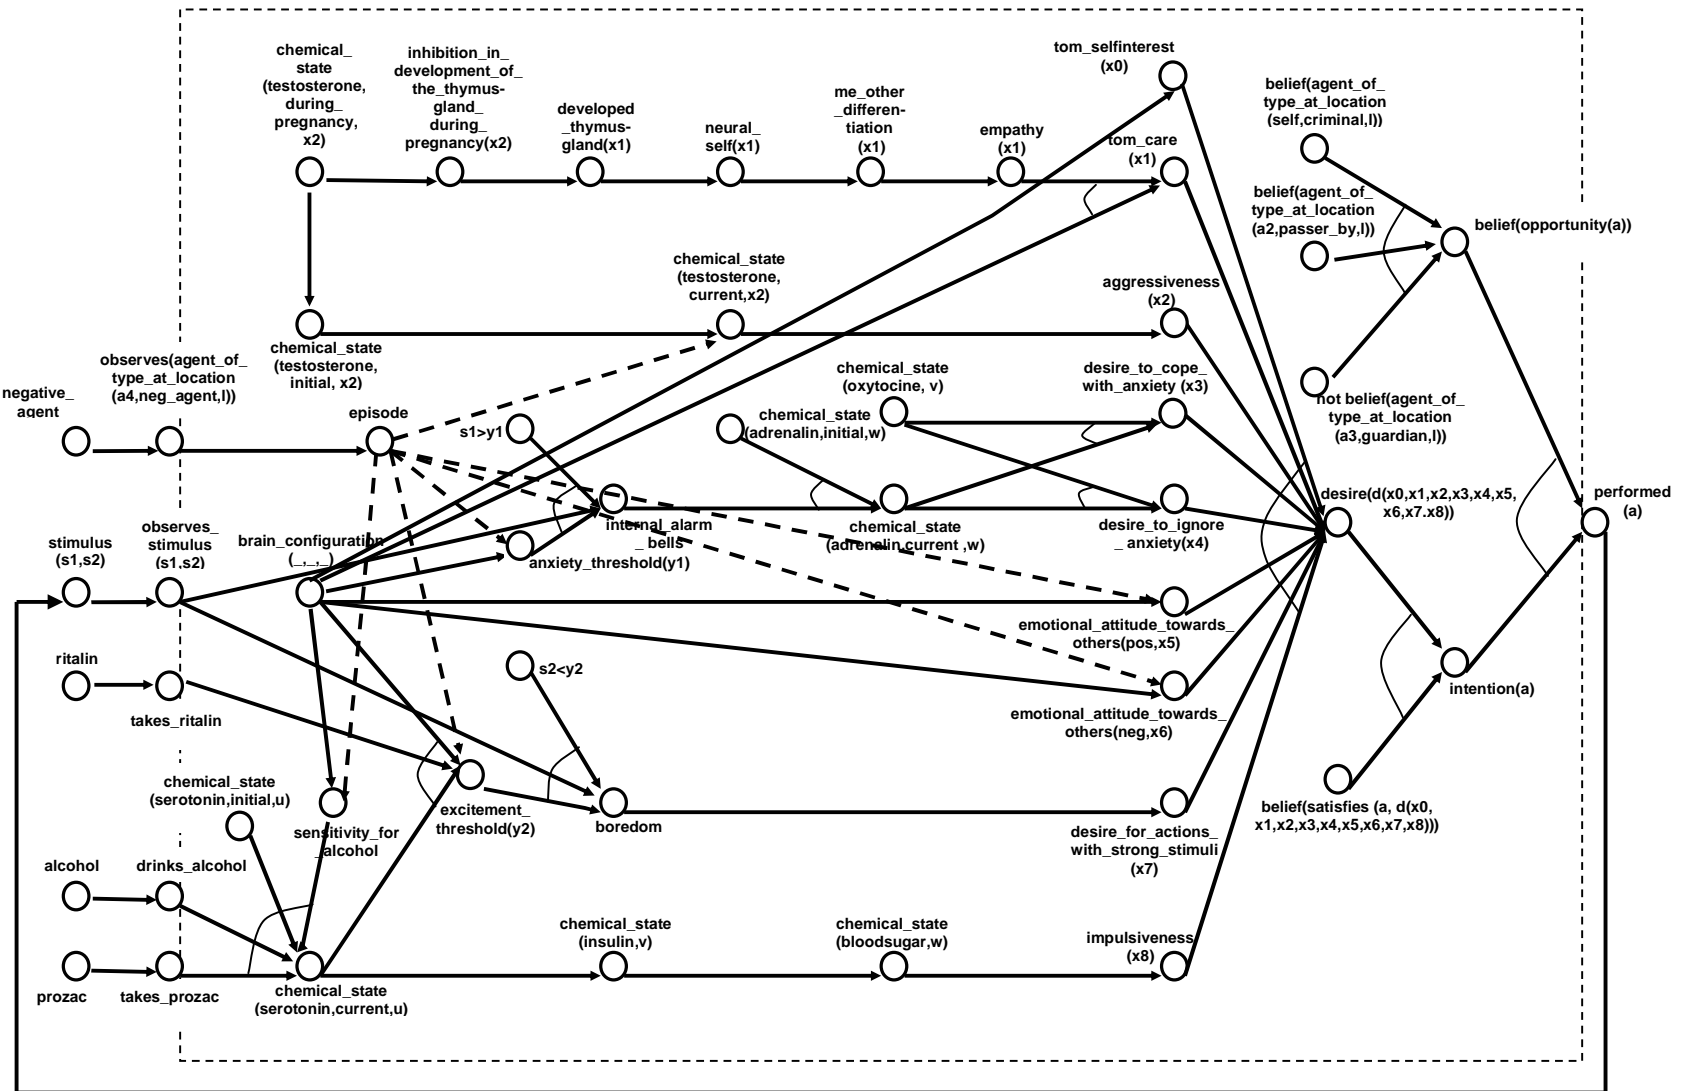 chemical_
state
(testosterone,
during_
pregnancy,
x2)
inhibition_in_
development_of_
the_thymus-
gland_
during_
pregnancy(x2)
developed
_thymus-
gland(x1)
neural_
self(x1)
me_other
_differen-
tiation
(x1)
empathy
(x1)
tom_selfinterest
(x0)
tom_care
(x1)
belief(agent_of_
type_at_location
(self,criminal,l))
belief(agent_of_
type_at_location
(a2,passer_by,l))
belief(opportunity(a))
chemical_state
(testosterone,
current,x2)
aggressiveness
(x2)
chemical_state
(testosterone,
initial, x2)
observes(agent_of_
type_at_location
(a4,neg_agent,l))
negative_
agent
episode
s1>y1
chemical_state
(adrenalin,initial,w)
chemical_state
(oxytocine, v)
desire_to_cope_
with_anxiety (x3)
not belief(agent_of_
type_at_location
(a3,guardian,l))
desire(d(x0,x1,x2,x3,x4,x5,
x6,x7.x8))
performed
(a)
stimulus
(s1,s2)
observes_
stimulus
(s1,s2)
brain_configuration
(_,_,_)
internal_alarm
_ bells
anxiety_threshold(y1)
chemical_state
(adrenalin,current ,w)
desire_to_ignore
_ anxiety(x4)
emotional_attitude_towards_
others(pos,x5)
ritalin
takes_ritalin
s2<y2
emotional_attitude_towards_
others(neg,x6)
intention(a)
chemical_state
(serotonin,initial,u)
sensitivity_for
_alcohol
excitement_
threshold(y2)
boredom
desire_for_actions_
with_strong_stimuli
(x7)
belief(satisfies (a, d(x0,
x1,x2,x3,x4,x5,x6,x7,x8)))
alcohol
drinks_alcohol
chemical_state
(insulin,v)
chemical_state
(bloodsugar,w)
impulsiveness
(x8)
prozac
takes_prozac
chemical_state
(serotonin,current,u)